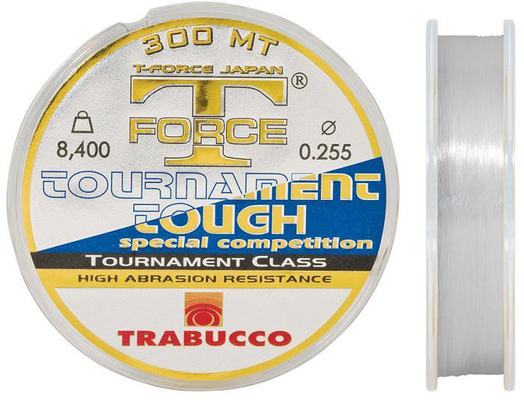 300 MT
T-FORCE JAPAN
T ®
FORCE
8,400
Ø 0.255
TOURNAMENT
TOUGH
special competition
TOURNAMENT CLASS
HIGH ABRASION RESISTANCE
TRABUCCO